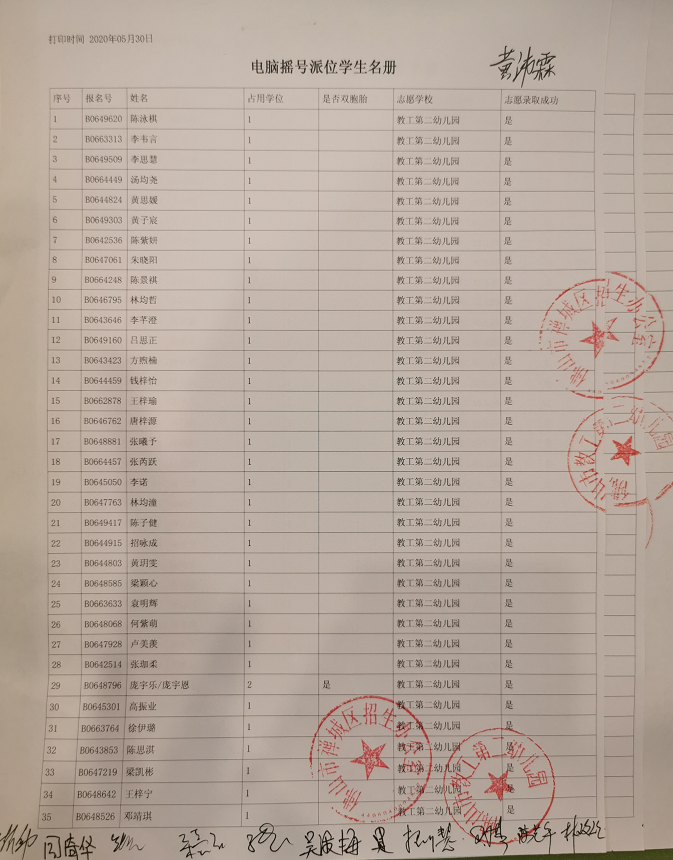 打印时间 2020年05月30日
电脑摇号派位学生名册
黄沛霖
序号 报名号 姓名 占用学位 是否双胞胎 志愿学校 志愿录取成功
1 B0649620 陈泳棋 1 教工第二幼儿园 是
2 B0663313 李韦言 1 教工第二幼儿园 是
3 B0649509 李思慧 1 教工第二幼儿园 是
4 B0664449 汤均尧 1 教工第二幼儿园 是
5 B0644824 黄思媛 1 教工第二幼儿园 是
6 B0649303 黄子宸 1 教工第二幼儿园 是
7 B0642536 陈紫妍 1 教工第二幼儿园 是
8 B0647061 朱晓阳 1 教工第二幼儿园 是
9 B0664248 陈景祺 1 教工第二幼儿园 是
10 B0646795 林均哲 1 教工第二幼儿园 是
11 B0643646 李芊澄 1 教工第二幼儿园 是
12 B0649160 吕思正 1 教工第二幼儿园 是
13 B0643423 方煦楠 1 教工第二幼儿园 是
14 B0644459 钱梓怡 1 教工第二幼儿园 是
15 B0662878 王梓瑜 1 教工第二幼儿园 是
16 B0646762 唐梓源 1 教工第二幼儿园 是
17 B0648881 张曦予 1 教工第二幼儿园 是
18 B0664457 张芮跃 1 教工第二幼儿园 是
19 B0645050 李诺 1 教工第二幼儿园 是
20 B0647763 林均潼 1 教工第二幼儿园 是
21 B0649417 陈子健 1 教工第二幼儿园 是
22 B0644915 招咏成 1 教工第二幼儿园 是
23 B0644803 黄玥雯 1 教工第二幼儿园 是
24 B0648585 梁颖心 1 教工第二幼儿园 是
25 B0663633 袁明辉 1 教工第二幼儿园 是
26 B0648068 何紫萌 1 教工第二幼儿园 是
27 B0647928 卢美羡 1 教工第二幼儿园 是
28 B0642514 张珈柔 1 教工第二幼儿园 是
29 B0648796 庞宇乐/庞宇恩 2 是 教工第二幼儿园 是
30 B0645301 高振业 1 教工第二幼儿园 是
31 B0663764 徐伊璐 1 教工第二幼儿园 是
32 B0643853 陈思淇 1 教工第二幼儿园 是
33 B0647219 梁凯彬 1 教工第二幼儿园 是
34 B0648642 王梓宁 1 教工第二幼儿园 是
35 B0648526 邓靖琪 1 教工第二幼儿园 是
佛山市禅城区招生办公室
佛山市教工第二幼儿园
佛山市禅城区招生办公室
佛山市教工第二幼儿园